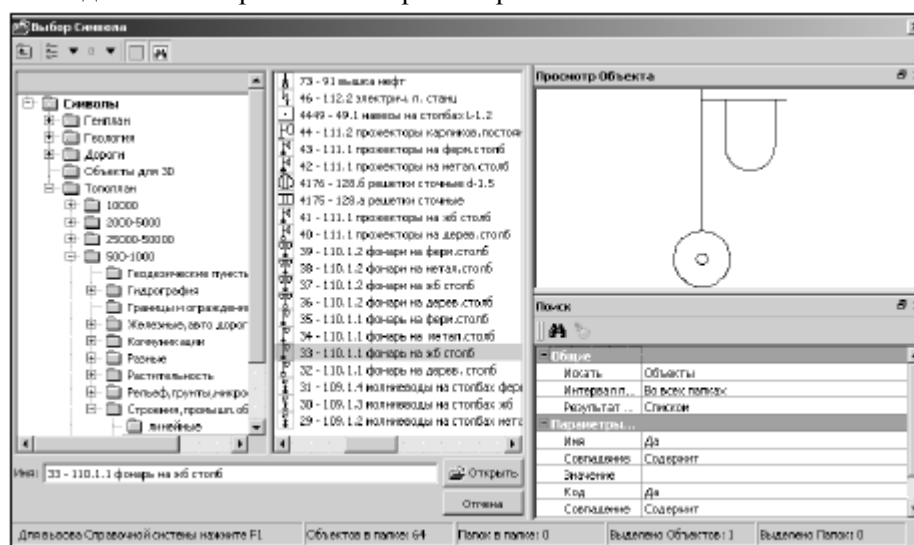 Выбор Символа
Символы
Генплан
Геология
Дороги
Объекты для 3D
Топоплан
10000
2000-5000
25000-50000
500-1000
Геодезические пункты
Гидрография
Границы и ограждения
Железные, авто дорог
Коммуникации
Разные
Растительность
Рельеф, грунты, микро
Строения, промышл. об
линейные
73 - 91 вышка нефт
46 - 112.2 электрич. п. станц
4449 - 49.1 навесы на столбах L-1.2
44 - 111.2 прожекторы карликов. постоян
43 - 111.1 прожекторы на ферм.столб
42 - 111.1 прожекторы на метал.столб
4176 - 128.б решетки сточные d-1.5
4175 - 128.а решетки сточные
41 - 111.1 прожекторы на жб столб
40 - 111.1 прожекторы на дерев.столб
39 - 110.1.2 фонари на ферм.столб
38 - 110.1.2 фонари на метал.столб
37 - 110.1.2 фонари на жб столб
36 - 110.1.2 фонари на дерев.столб
35 - 110.1.1 фонарь на ферм.столб
34 - 110.1.1 фонарь на метал.столб
33 - 110.1.1 фонарь на жб столб
32 - 110.1.1 фонарь на дерев. столб
31 - 109.1.4 молниеводы на столбах фер
30 - 109.1.3 молниеводы на столбах жб
29 - 109.1.2 молниеводы на столбах мета
Просмотр Объекта
Поиск
Общие
Искать Объекты
Интервал п... Во всех папках
Результат ... Списком
Параметры...
Имя Да
Совпадение Содержит
Значение
Код Да
Совпадение Содержит
Имя: 33 - 110.1.1 фонарь на жб столб
Открыть
Отмена
Для вызова Справочной системы нажмите F1 Объектов в папке: 64 Папок в папке: 0 Выделено Объектов: 1 Выделено Папок: 0